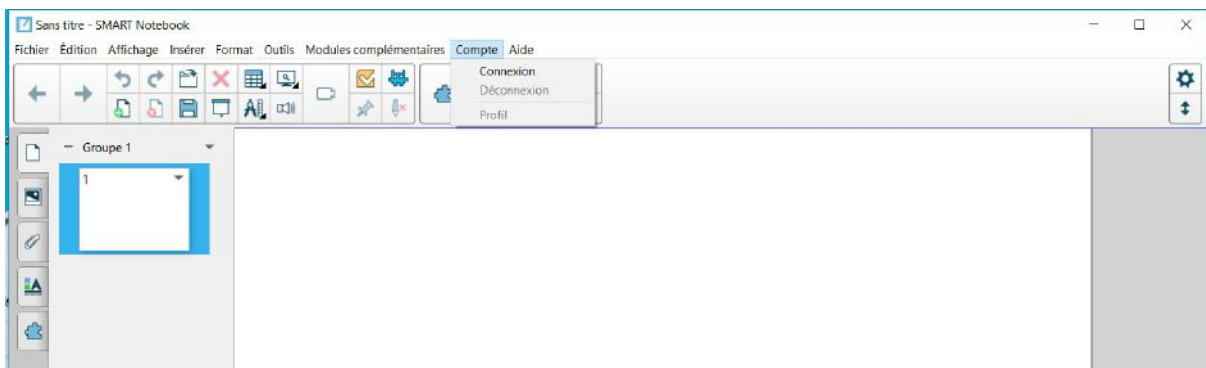 Sans titre - SMART Notebook
Fichier Édition Affichage Insérer Format Outils Modules complémentaires Compte Aide
Connexion
Déconnexion
Profil
Groupe 1
1